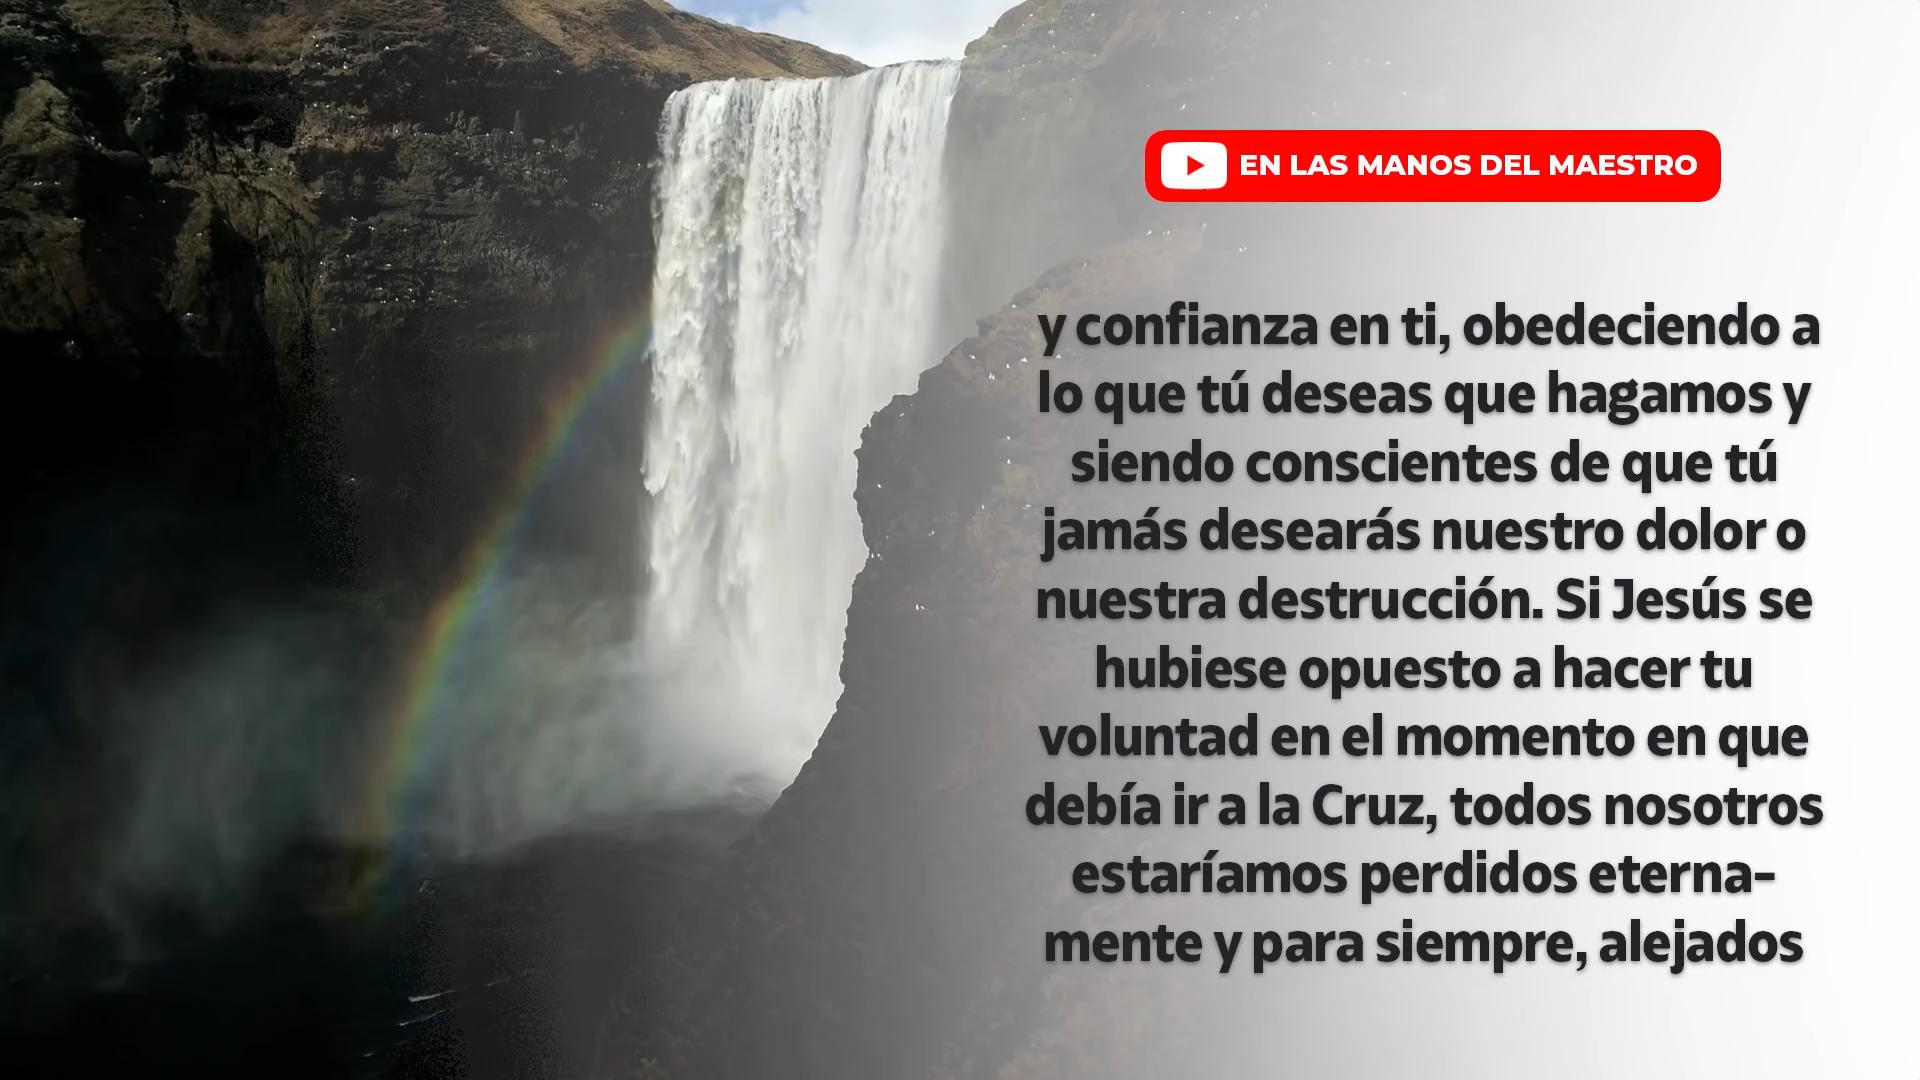 EN LAS MANOS DEL MAESTRO
y confianza en ti, obedeciendo a
lo que tú deseas que hagamos y
siendo conscientes de que tú
jamás desearás nuestro dolor o
nuestra destrucción. Si Jesús se
hubiese opuesto a hacer tu
voluntad en el momento en que
debía ir a la Cruz, todos nosotros
estaríamos perdidos eterna-
mente y para siempre, alejados